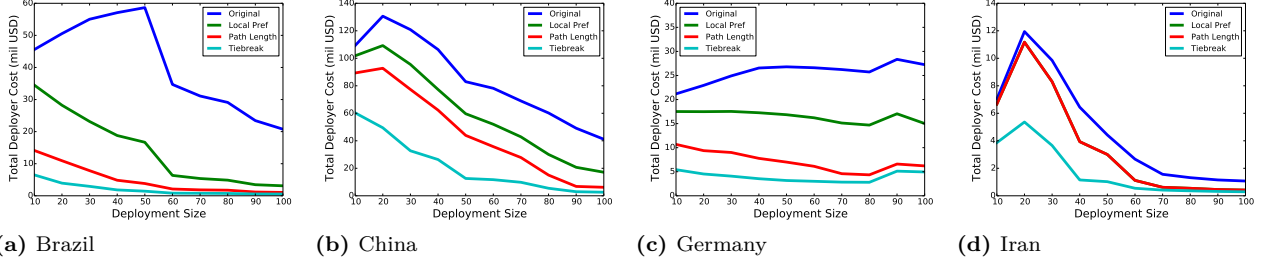 Total Deployer Cost (mil USD)
60
50
40
30
20
10
0
10 20 30 40 50 60 70 80 90 100
Deployment Size
Original
Local Pref
Path Length
Tiebreak
(a) Brazil
Total Deployer Cost (mil USD)
140
120
100
80
60
40
20
0
10 20 30 40 50 60 70 80 90 100
Deployment Size
Original
Local Pref
Path Length
Tiebreak
(b) China
Total Deployer Cost (mil USD)
40
35
30
25
20
15
10
5
0
10 20 30 40 50 60 70 80 90 100
Deployment Size
Original
Local Pref
Path Length
Tiebreak
(c) Germany
Total Deployer Cost (mil USD)
14
12
10
8
6
4
2
0
10 20 30 40 50 60 70 80 90 100
Deployment Size
Original
Local Pref
Path Length
Tiebreak
(d) Iran